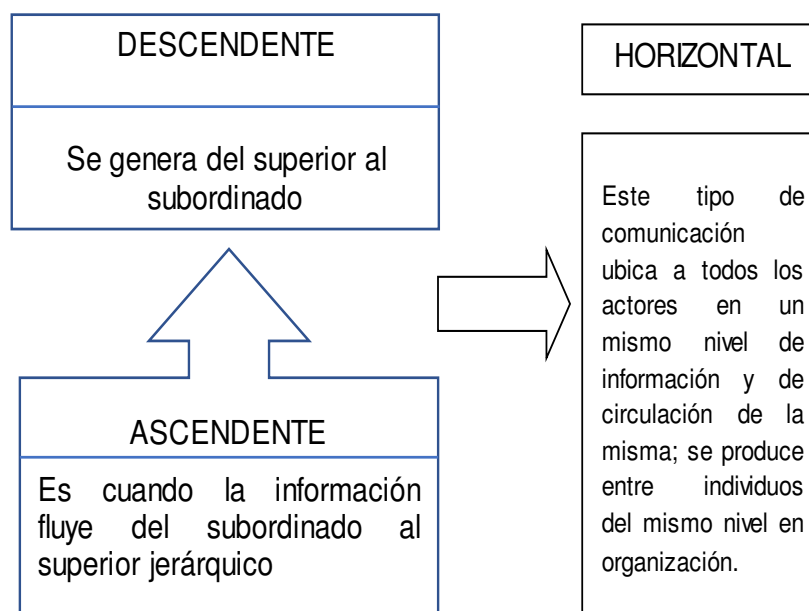 DESCENDENTE
Se genera del superior al
subordinado
ASCENDENTE
Es cuando la información
fluye del subordinado al
superior jerárquico
HORIZONTAL
Este tipo de
comunicación
ubica a todos los
actores en un
mismo nivel de
información y de
circulación de la
misma; se produce
entre individuos
del mismo nivel en
organización.